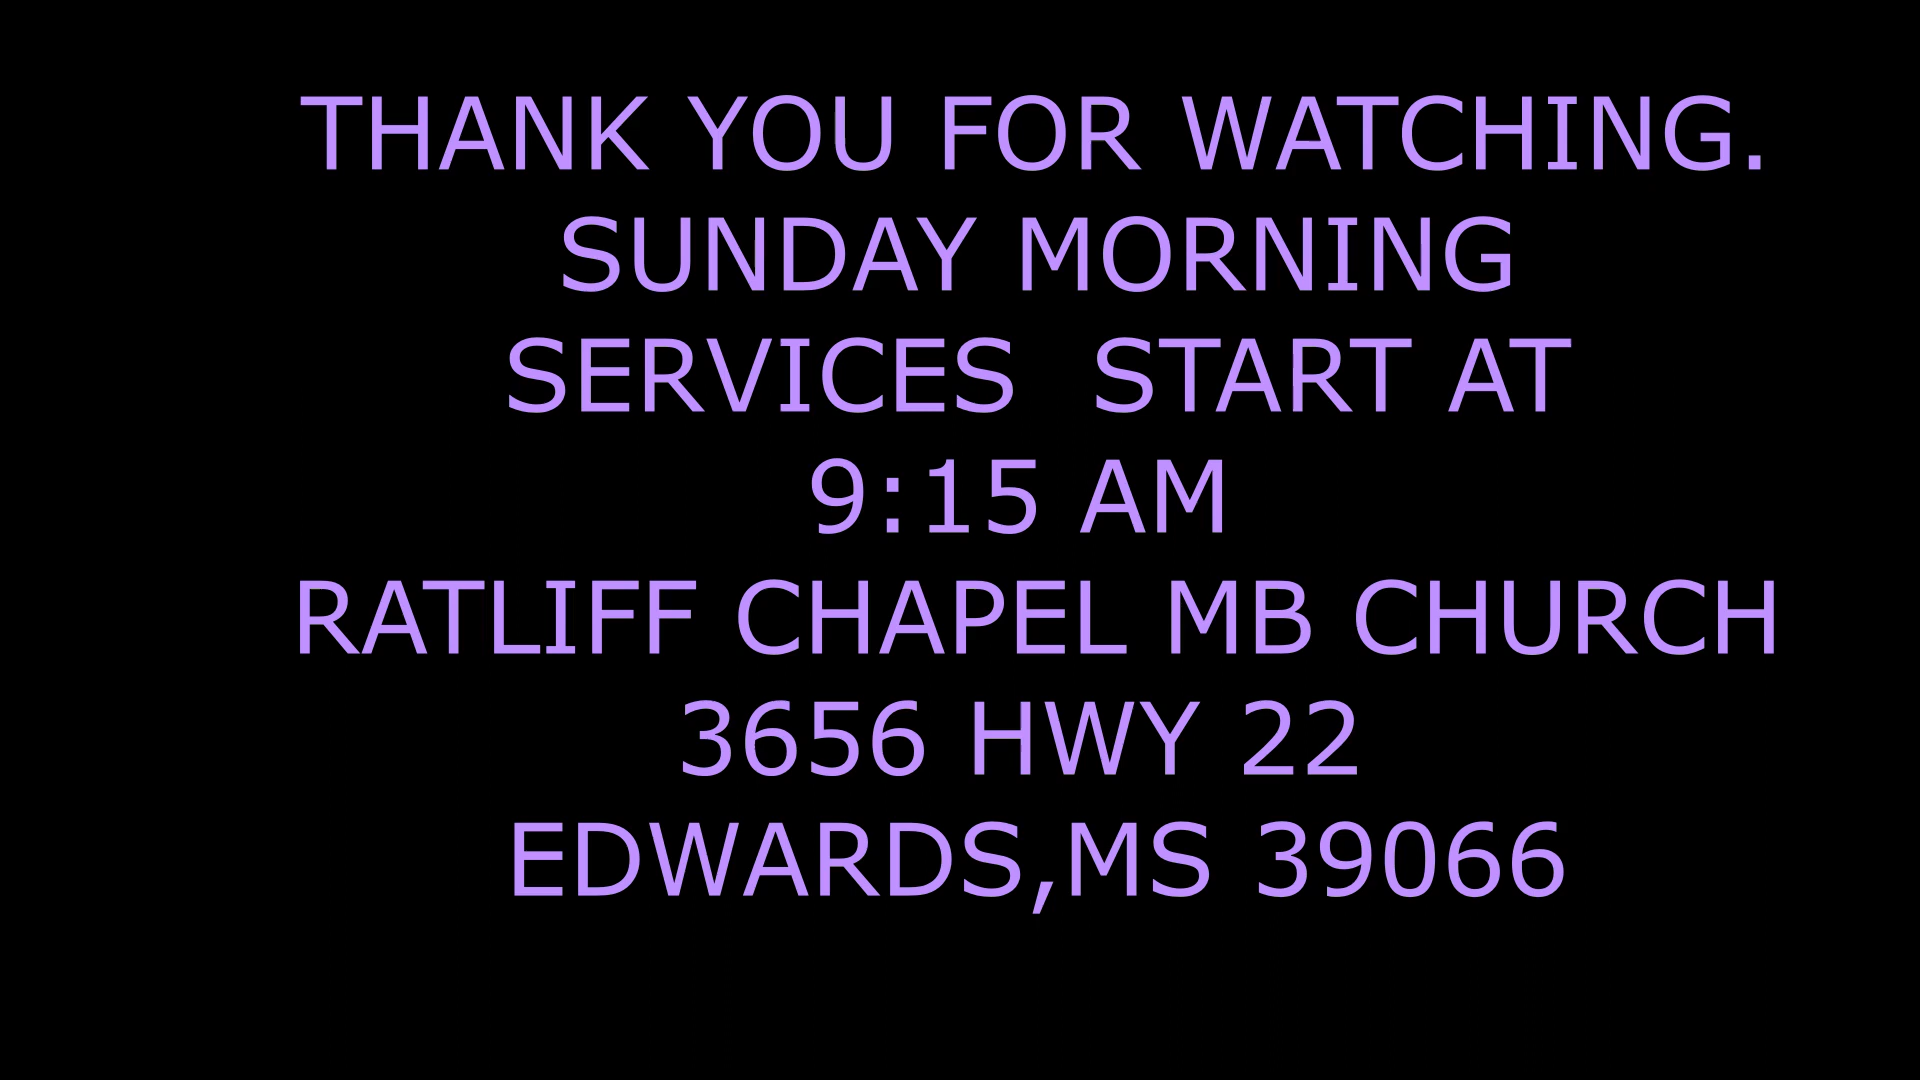 THANK YOU FOR WATCHING.
SUNDAY MORNING
SERVICES  START AT
9:15 AM
RATLIFF CHAPEL MB CHURCH
3656 HWY 22
EDWARDS,MS 39066